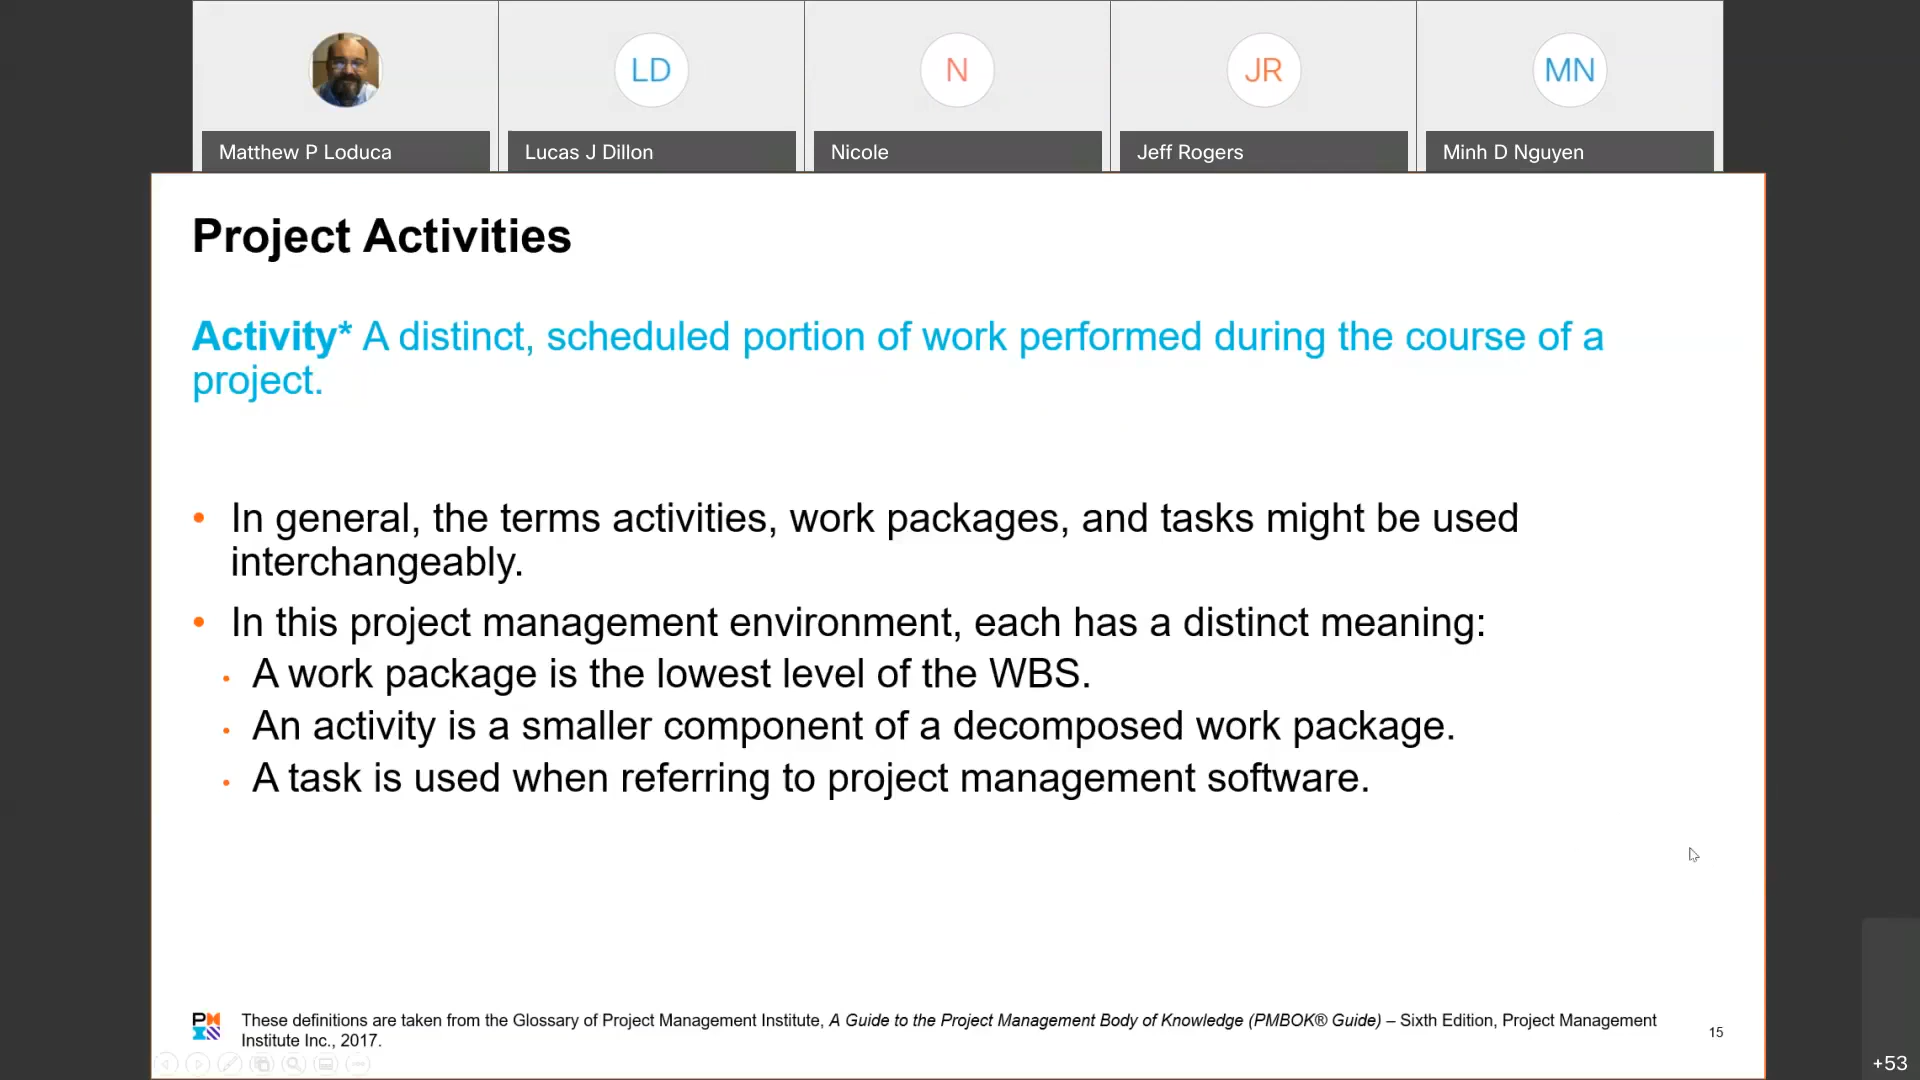 LD
N
JR
MN
Matthew P Loduca
Lucas J Dillon
Nicole
Jeff Rogers
Minh D Nguyen
Project Activities
Activity* A distinct, scheduled portion of work performed during the course of a
project.
• In general, the terms activities, work packages, and tasks might be used
interchangeably.
• In this project management environment, each has a distinct meaning:
• A work package is the lowest level of the WBS.
• An activity is a smaller component of a decomposed work package.
• A task is used when referring to project management software.
These definitions are taken from the Glossary of Project Management Institute, A Guide to the Project Management Body of Knowledge (PMBOK® Guide) – Sixth Edition, Project Management
Institute Inc., 2017.
15
+53